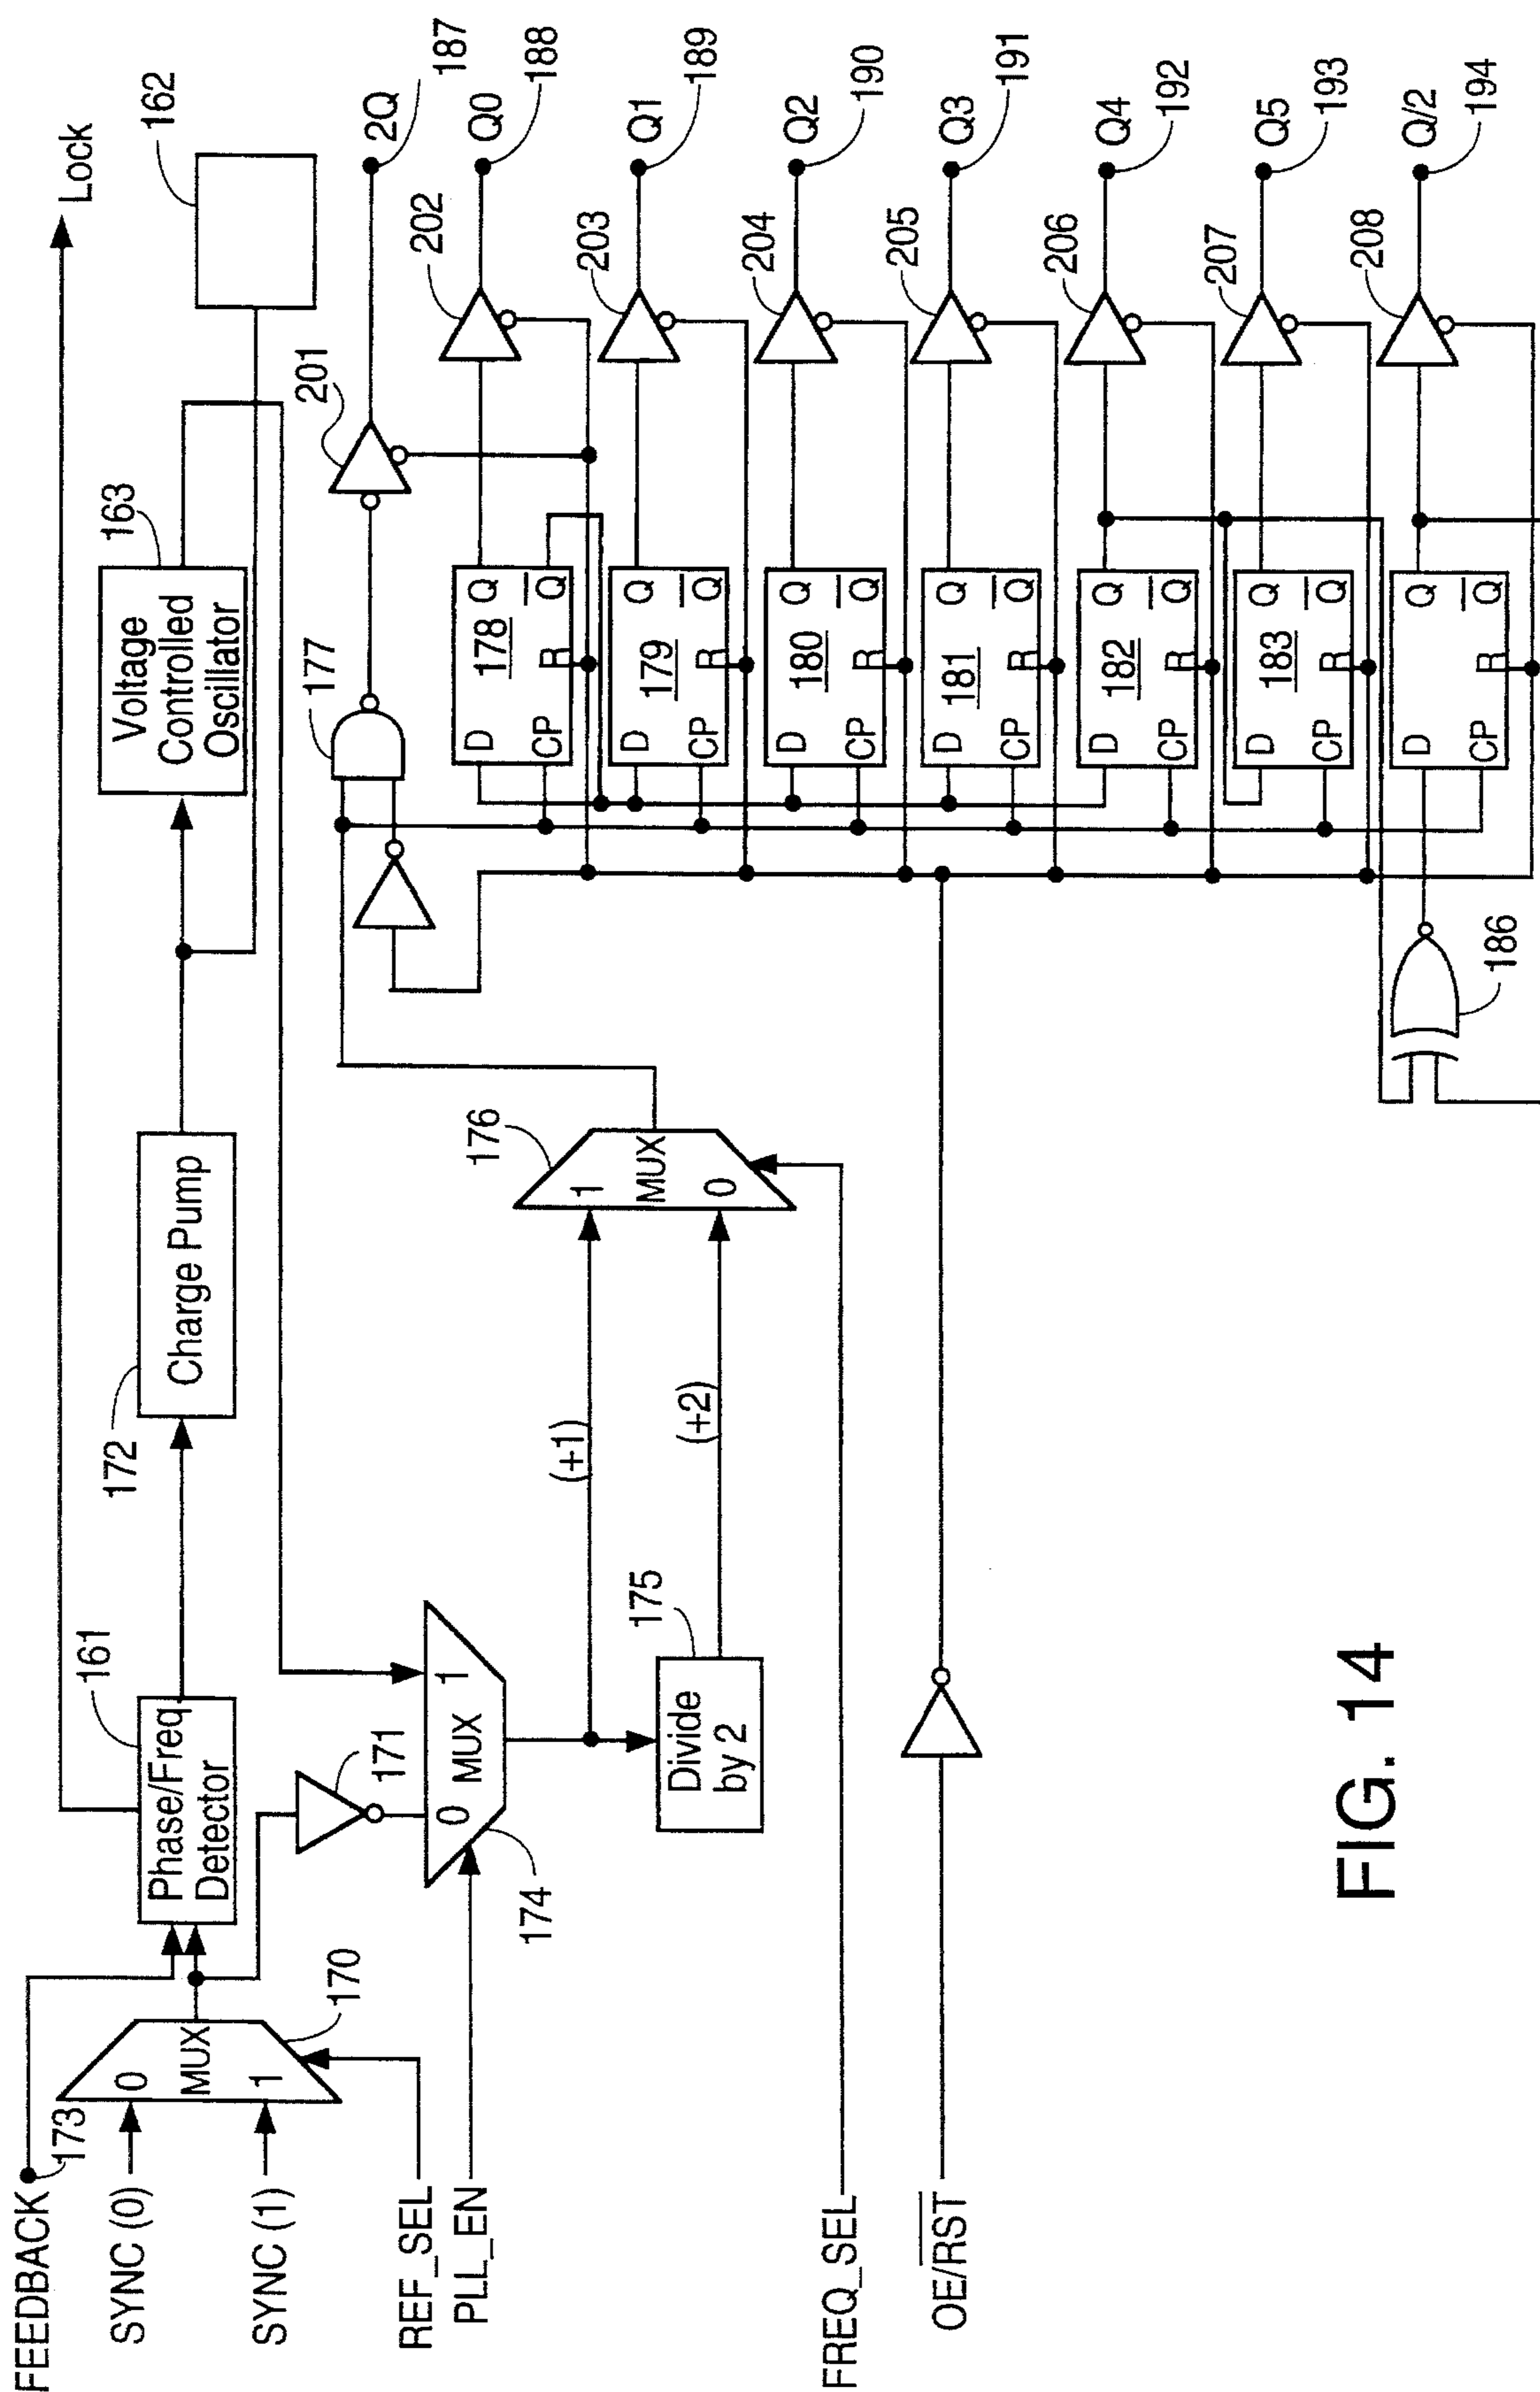 FEEDBACK
173
SYNC (0)
SYNC (1)
REF_SEL
PLL_EN
FREQ_SEL
OE/RST
0
MUX
1
170
Phase/Freq
Detector
161
Lock
171
0
MUX
1
174
Divide
by 2
175
(+1)
(+2)
172
Charge Pump
1
MUX
0
176
Voltage
Controlled
Oscillator
163
162
177
201
2Q
187
D
CP
178
R
Q
Q
202
Q0
188
D
CP
179
R
Q
Q
203
Q1
189
D
CP
180
R
Q
Q
204
Q2
190
D
CP
181
R
Q
Q
205
Q3
191
D
CP
182
R
Q
Q
206
Q4
192
D
CP
183
R
Q
Q
207
Q5
193
186
D
CP
R
Q
Q
208
Q/2
194
FIG. 14